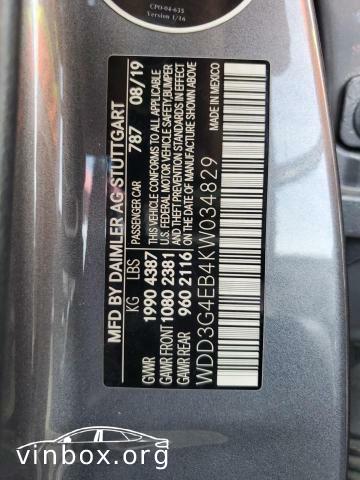 CPO-04-635
Version 1/16
MFD BY DAIMLER AG STUTTGART
KG LBS PASSENGER CAR 787 08/19
GVWR 1990 4387 THIS VEHICLE CONFORMS TO ALL APPLICABLE
GAWR FRONT 1080 2381 U.S. FEDERAL MOTOR VEHICLE SAFETY,BUMPER
GAWR REAR 960 2116 AND THEFT PREVENTION STANDARDS IN EFFECT
ON THE DATE OF MANUFACTURE SHOWN ABOVE.
WDD3G4EB4KW034829 MADE IN MEXICO
vinbox.org